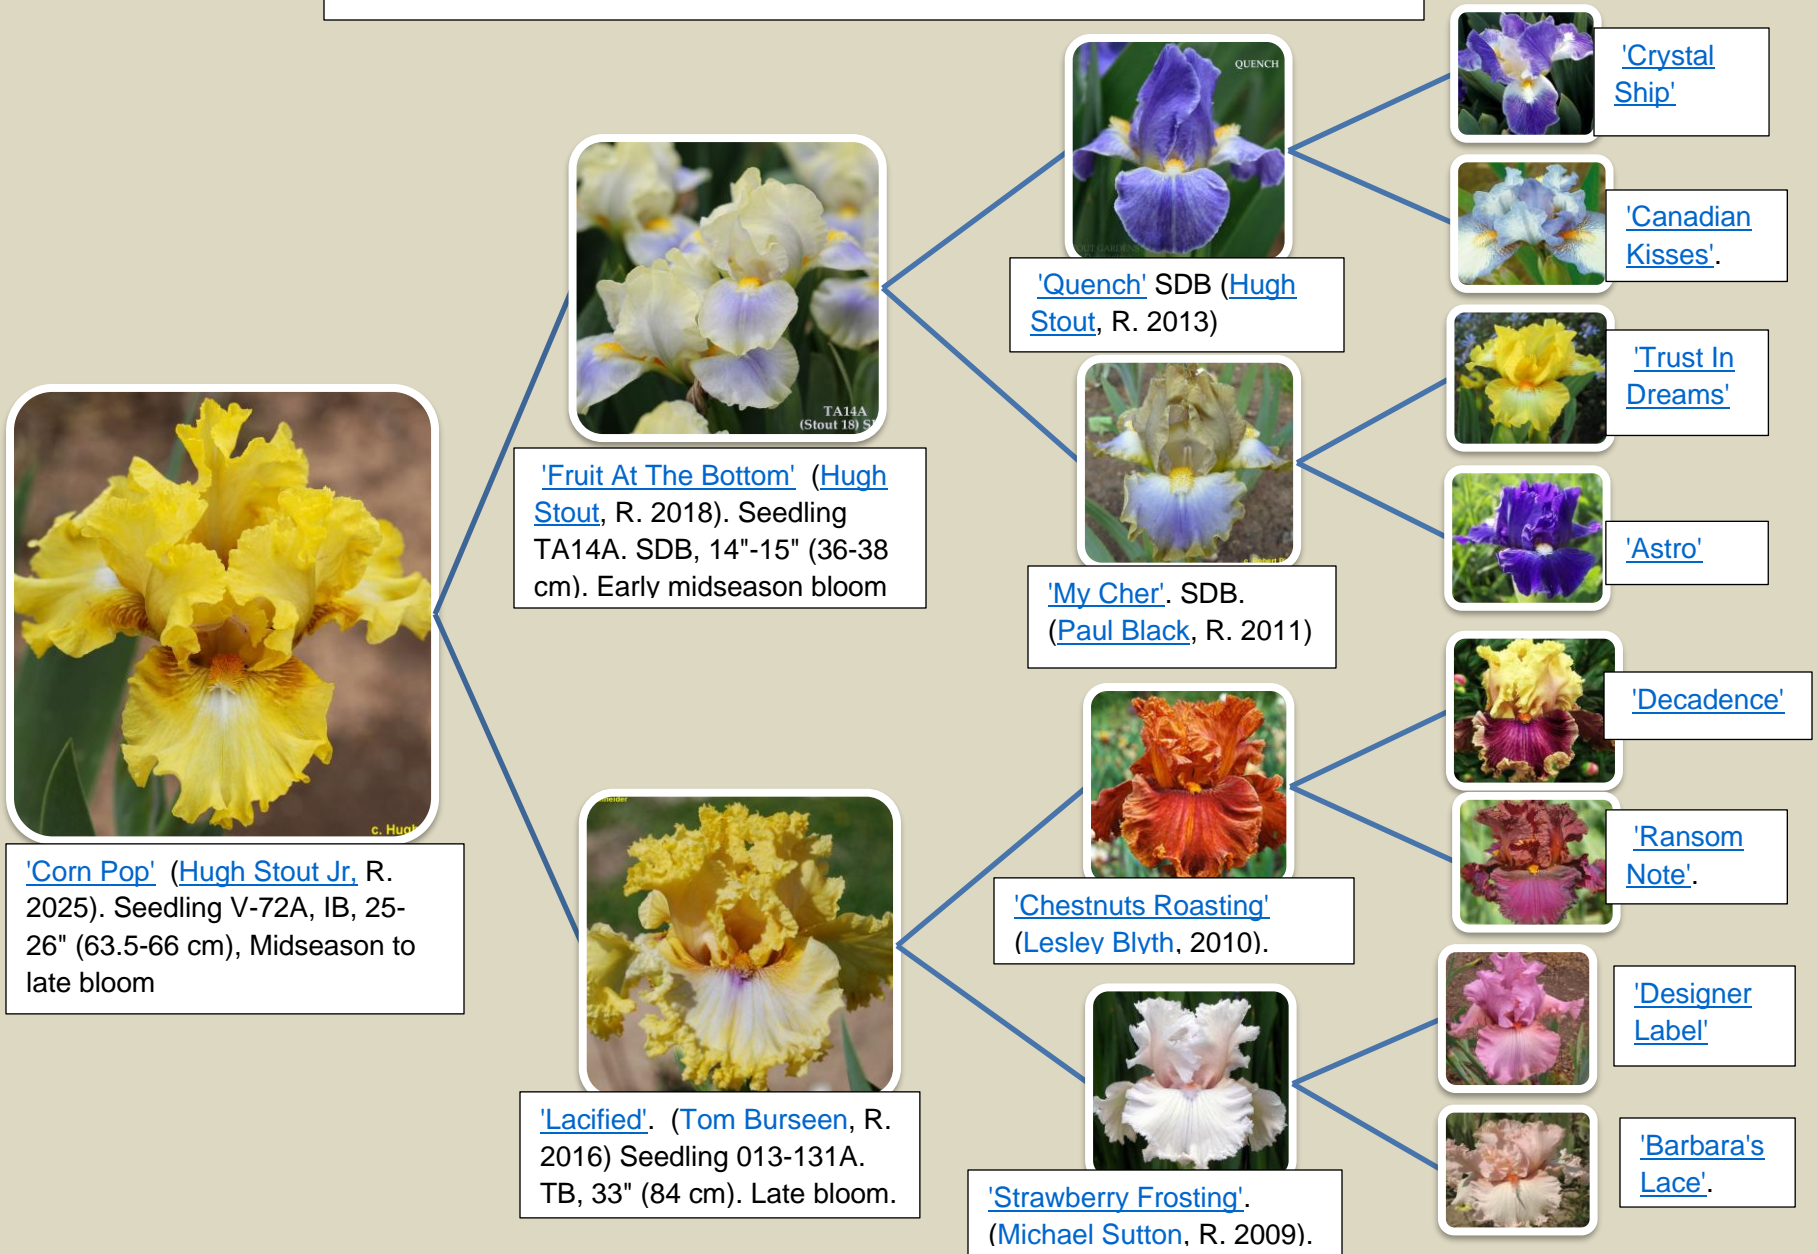 'Crystal
Ship'
QUENCH
'Canadian
Kisses'.
'Quench' SDB (Hugh
Stout, R. 2013)
TA14A
(Stout 18) S
'Trust In
Dreams'
'Fruit At The Bottom' (Hugh
Stout, R. 2018). Seedling
TA14A. SDB, 14"-15" (36-38
cm). Early midseason bloom
'Astro'
'My Cher'. SDB.
(Paul Black, R. 2011)
'Decadence'
c. Hug
'Corn Pop' (Hugh Stout Jr, R.
2025). Seedling V-72A, IB, 25-
26" (63.5-66 cm), Midseason to
late bloom
'Ransom
Note'.
'Chestnuts Roasting'
(Lesley Blyth, 2010).
'Designer
Label'
'Lacified'. (Tom Burseen, R.
2016) Seedling 013-131A.
TB, 33" (84 cm). Late bloom.
'Strawberry Frosting'.
(Michael Sutton, R. 2009).
'Barbara's
Lace'.